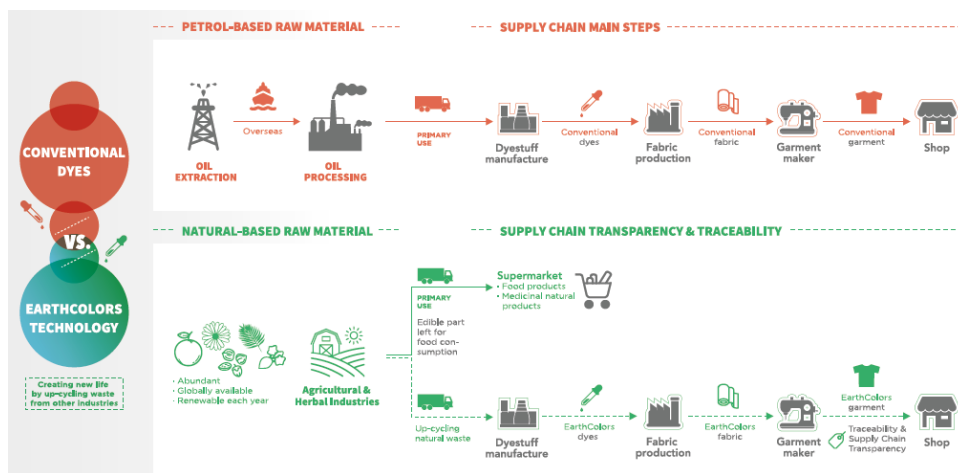 PETROL-BASED RAW MATERIAL
SUPPLY CHAIN MAIN STEPS
CONVENTIONAL
DYES
VS.
EARTHCOLORS
TECHNOLOGY
Creating new life
by up-cycling waste
from other industries
Overseas
OIL
EXTRACTION
OIL
PROCESSING
PRIMARY
USE
Dyestuff
manufacture
Conventional
dyes
Fabric
production
Conventional
fabric
Garment
maker
Conventional
garment
Shop
NATURAL-BASED RAW MATERIAL
SUPPLY CHAIN TRANSPARENCY & TRACEABILITY
· Abundant
· Globally available
· Renewable each year
Agricultural &
Herbal Industries
PRIMARY
USE
Edible part
left for
food con-
sumption
Supermarket
• Food products
• Medicinal natural
products
Up-cycling
natural waste
Dyestuff
manufacture
EarthColors
dyes
Fabric
production
EarthColors
fabric
Garment
maker
EarthColors
garment
Traceability &
Supply Chain
Transparency
Shop